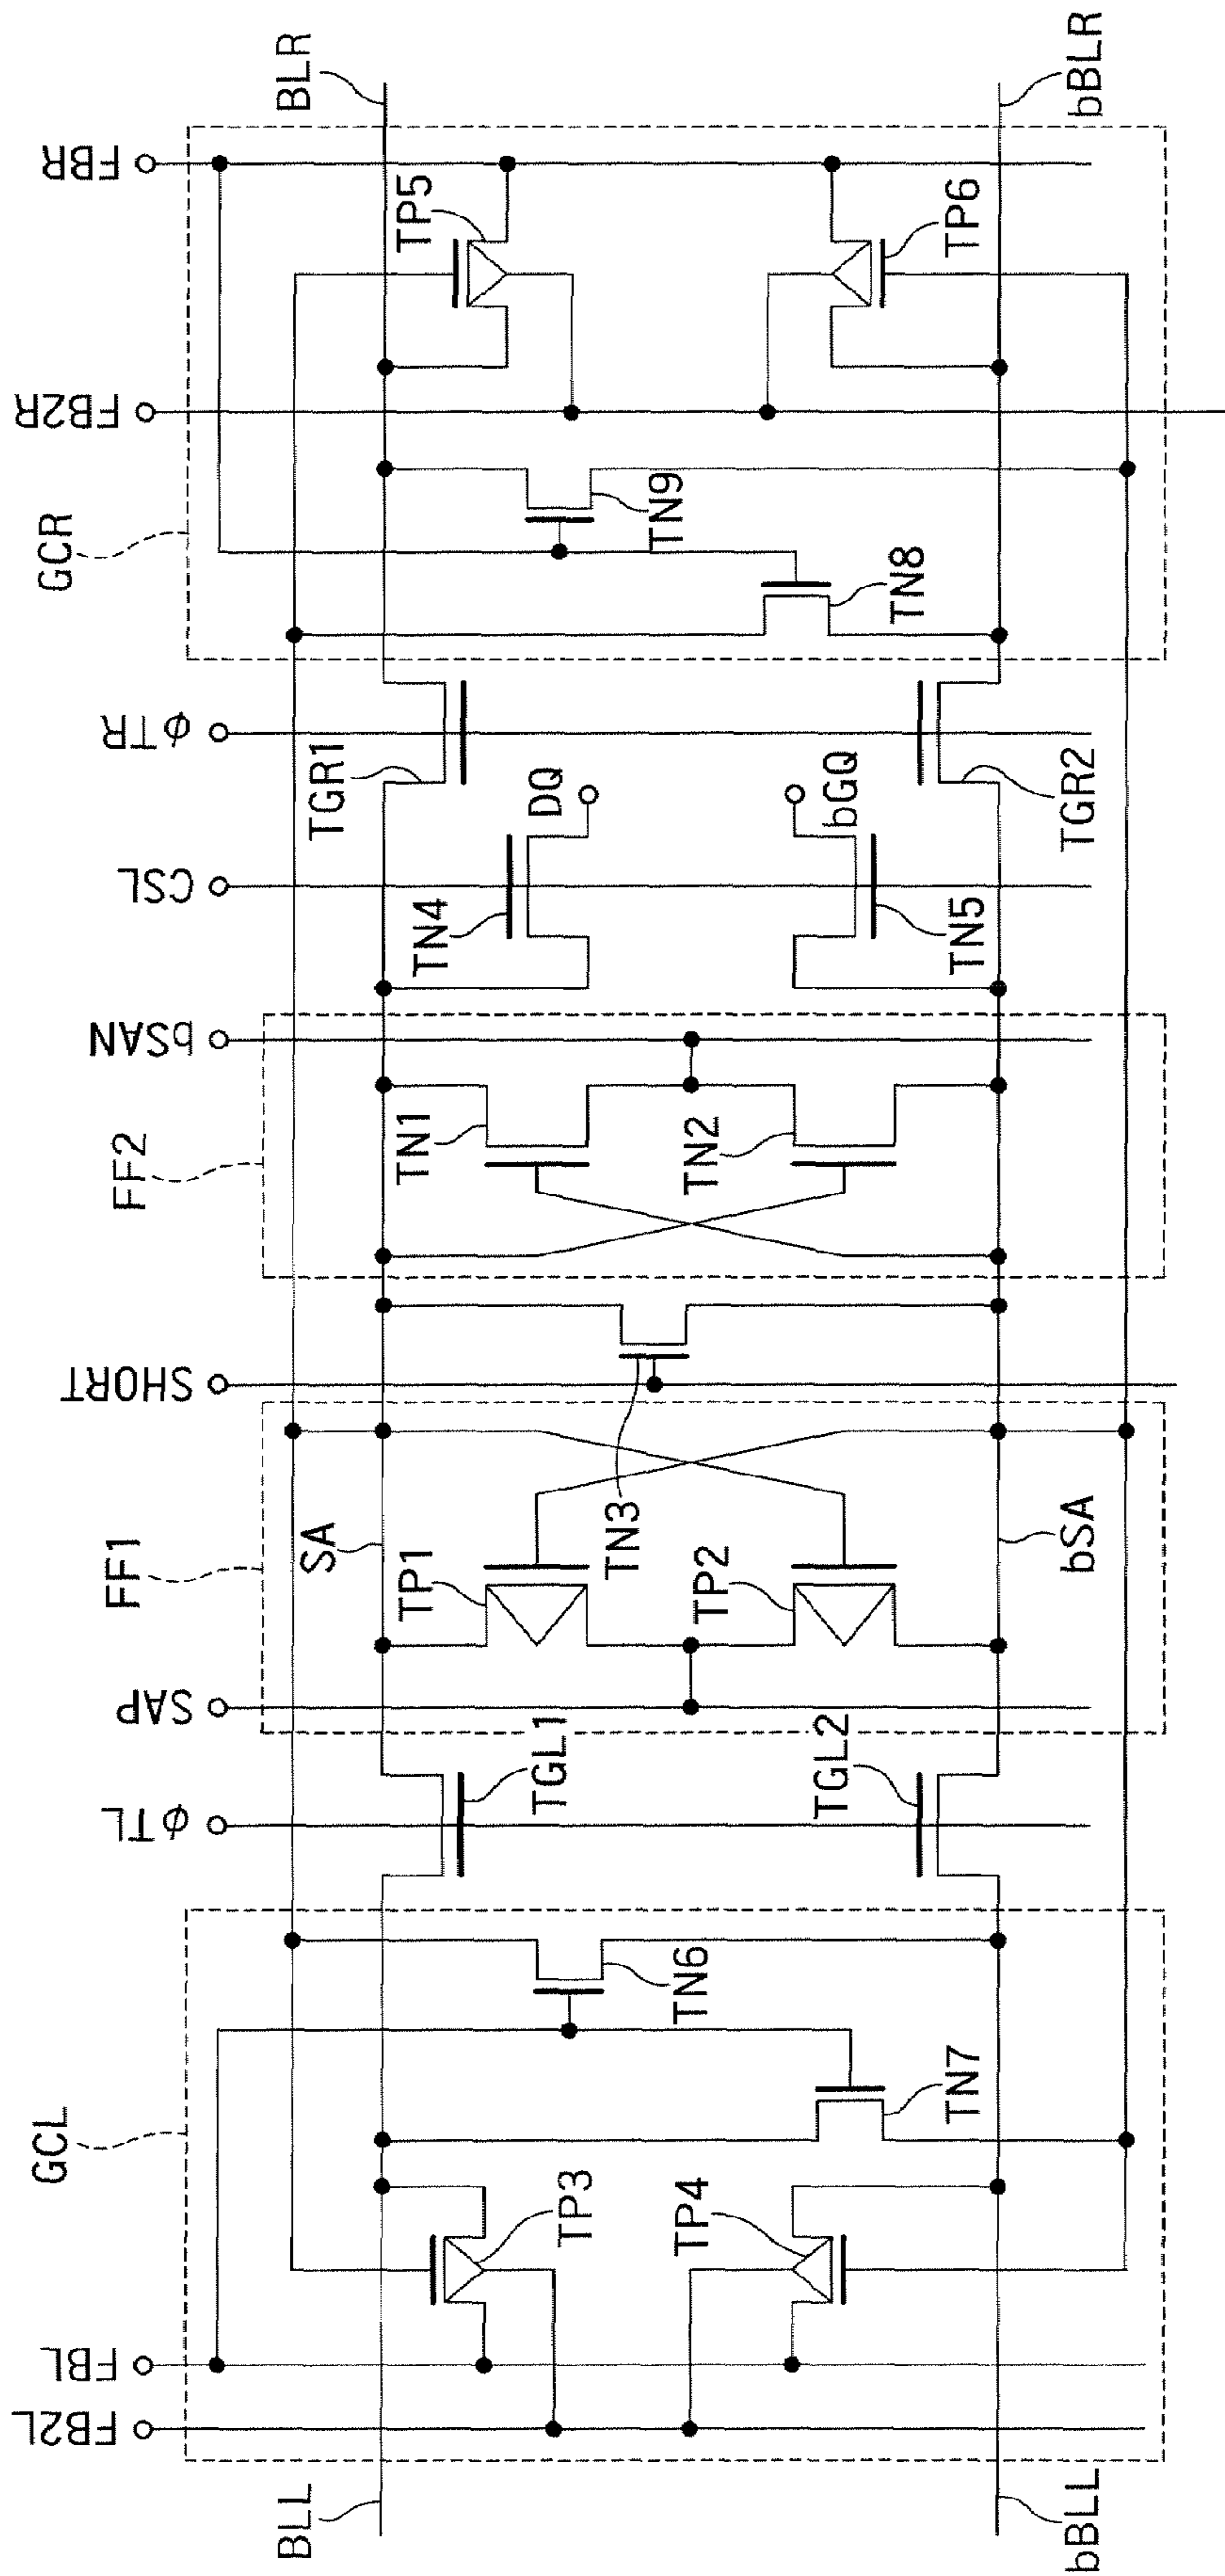 FBR
FB2R
φTR
CSL
bSAN
SHORT
SAP
φTL
FBL
FB2L
GCR
FF2
FF1
GCL
BLR
bBLR
TP5
TP6
TN9
TN8
TGR1
TGR2
DQ
bGQ
TN4
TN5
TN1
TN2
TN3
SA
bSA
TP1
TP2
TGL1
TGL2
TN6
TN7
TP3
TP4
BLL
bBLL